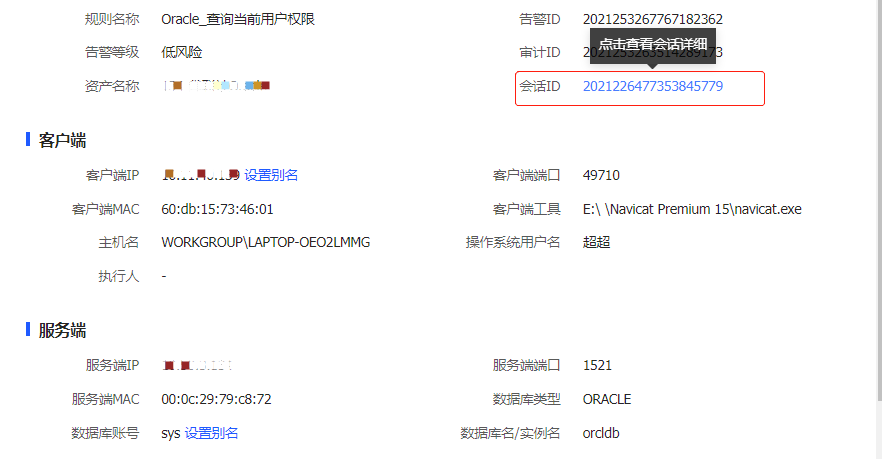 规则名称 Oracle_查询当前用户权限 告警ID 2021253267767182362
点击查看会话详细
告警等级 低风险 审计ID
资产名称 会话ID 2021226477353845779
客户端
客户端IP 设置别名 客户端端口 49710
客户端MAC 60:db:15:73:46:01 客户端工具 E:\ \Navicat Premium 15\navicat.exe
主机名 WORKGROUP\LAPTOP-OEO2LMMG 操作系统用户名 超超
执行人 -
服务端
服务端IP 服务端端口 1521
服务端MAC 00:0c:29:79:c8:72 数据库类型 ORACLE
数据库账号 sys 设置别名 数据库名/实例名 orcldb